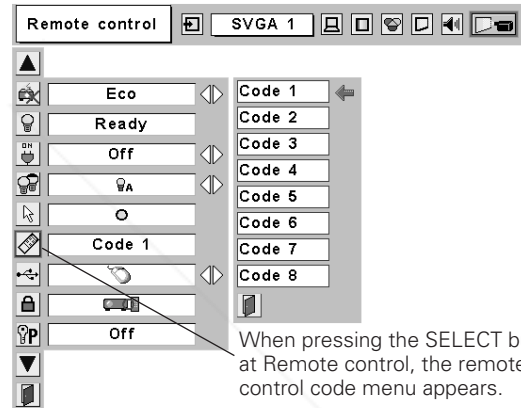 Remote control
SVGA 1
Eco
Ready
ON
Off
A
Code 1
P
Off
Code 1
Code 2
Code 3
Code 4
Code 5
Code 6
Code 7
Code 8
When pressing the SELECT b
at Remote control, the remote
control code menu appears.